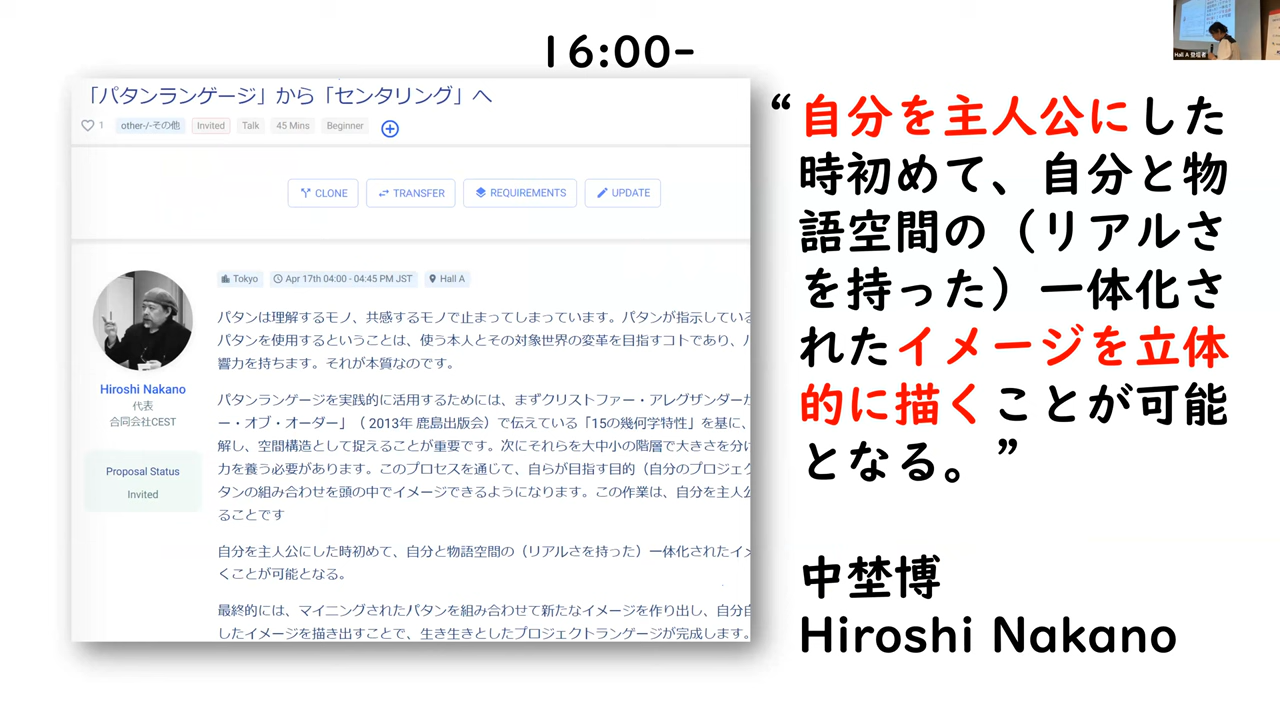 16:00-
Hall A 登壇者
「パタンランゲージ」から「センタリング」へ
1 other-/-その他 Invited Talk 45 Mins Beginner
CLONE TRANSFER REQUIREMENTS UPDATE
Tokyo Apr 17th 04:00 - 04:45 PM JST Hall A
Hiroshi Nakano
代表
合同会社CEST
Proposal Status
Invited
パタンは理解するモノ、共感するモノで止まってしまっています。パタンが指示している
パタンを使用するということは、使う本人とその対象世界の変革を目指すコトであり、
響力を持ちます。それが本質なのです。
パタンランゲージを実践的に活用するためには、まずクリストファー・アレグザンダーが
ー・オブ・オーダー」（ 2013年 鹿島出版会）で伝えている「15の幾何学特性」を基に、
解し、空間構造として捉えることが重要です。次にそれらを大中小の階層で大きさを分け
力を養う必要があります。このプロセスを通じて、自らが目指す目的（自分のプロジェク
タンの組み合わせを頭の中でイメージできるようになります。この作業は、自分を主人公
ることです
自分を主人公にした時初めて、自分と物語空間の（リアルさを持った）一体化されたイメ
くことが可能となる。
最終的には、マイニングされたパタンを組み合わせて新たなイメージを作り出し、自分自
したイメージを描き出すことで、生き生きとしたプロジェクトランゲージが完成します。
“自分を主人公にした
時初めて、自分と物
語空間の（リアルさ
を持った）一体化さ
れたイメージを立体
的に描くことが可能
となる。”
中埜博
Hiroshi Nakano